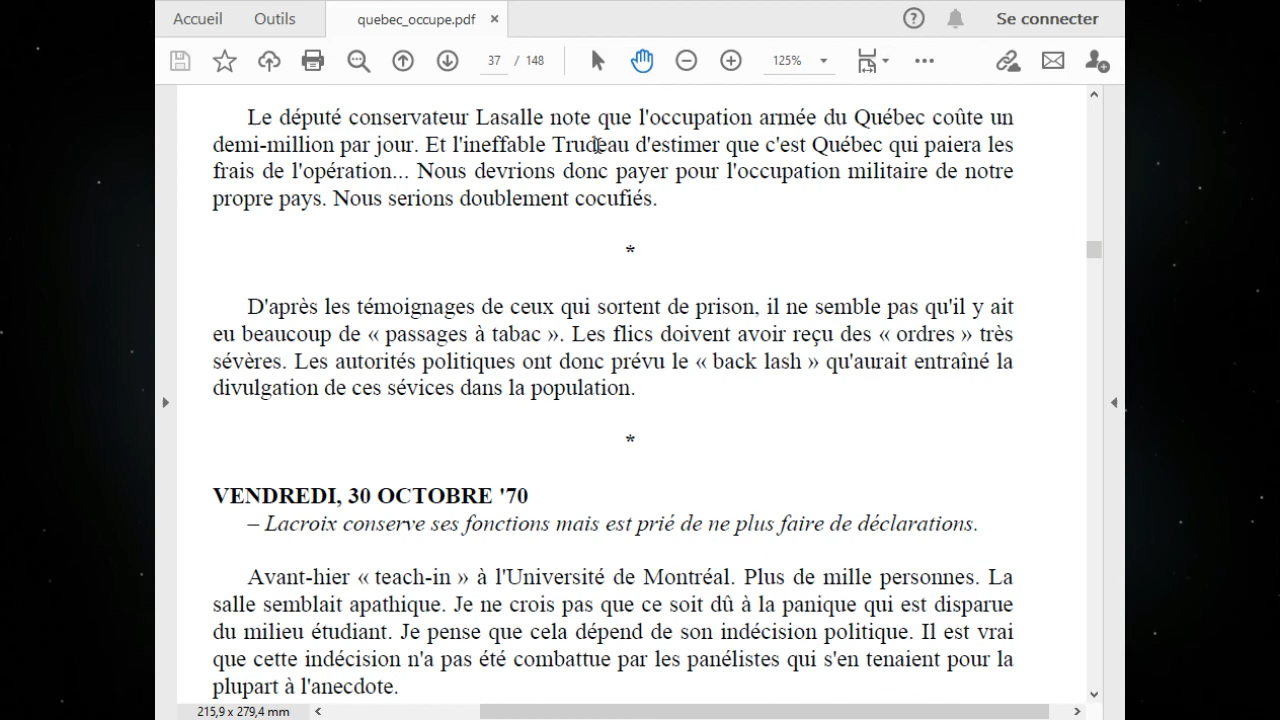 Accueil Outils quebec_occupe.pdf × ? Se connecter
37 / 148 125%
Le député conservateur Lasalle note que l'occupation armée du Québec coûte un
demi-million par jour. Et l'ineffable Trudeau d'estimer que c'est Québec qui paiera les
frais de l'opération... Nous devrions donc payer pour l'occupation militaire de notre
propre pays. Nous serions doublement cocufiés.
*
D'après les témoignages de ceux qui sortent de prison, il ne semble pas qu'il y ait
eu beaucoup de « passages à tabac ». Les flics doivent avoir reçu des « ordres » très
sévères. Les autorités politiques ont donc prévu le « back lash » qu'aurait entraîné la
divulgation de ces sévices dans la population.
*
VENDREDI, 30 OCTOBRE '70
– Lacroix conserve ses fonctions mais est prié de ne plus faire de déclarations.
Avant-hier « teach-in » à l'Université de Montréal. Plus de mille personnes. La
salle semblait apathique. Je ne crois pas que ce soit dû à la panique qui est disparue
du milieu étudiant. Je pense que cela dépend de son indécision politique. Il est vrai
que cette indécision n'a pas été combattue par les panélistes qui s'en tenaient pour la
plupart à l'anecdote.
215,9 x 279,4 mm